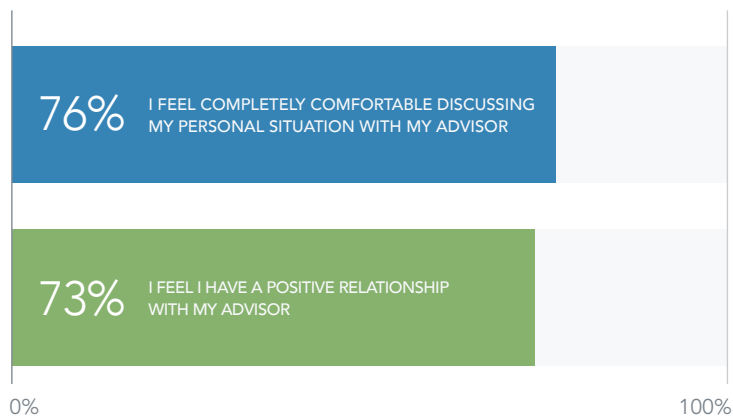 76%
I FEEL COMPLETELY COMFORTABLE DISCUSSING
MY PERSONAL SITUATION WITH MY ADVISOR
73%
I FEEL I HAVE A POSITIVE RELATIONSHIP
WITH MY ADVISOR
0%
100%